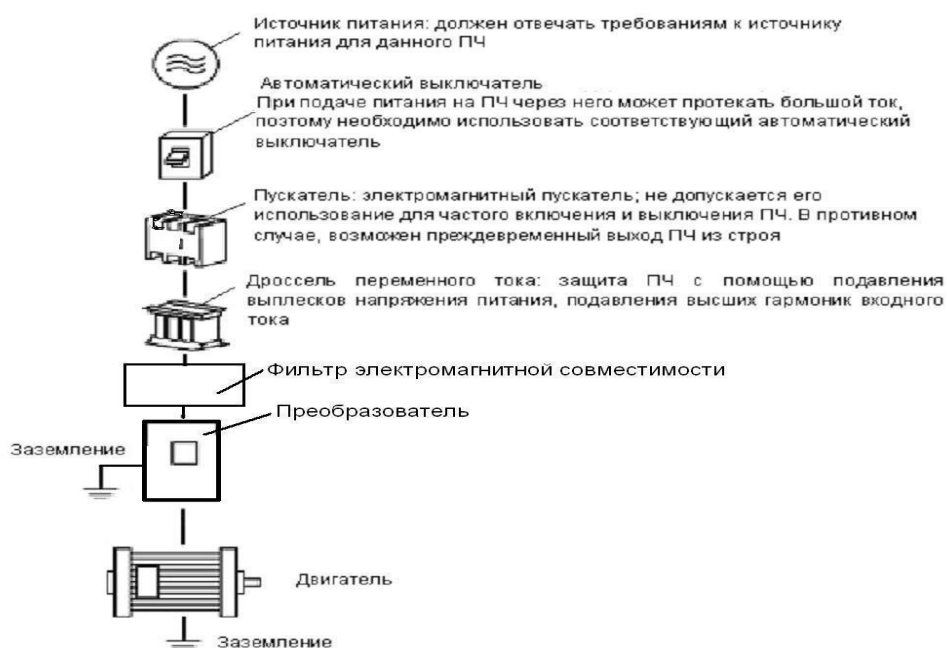 Источник питания: должен отвечать требованиям к источнику
питания для данного ПЧ
Автоматический выключатель
При подаче питания на ПЧ через него может протекать большой ток,
поэтому необходимо использовать соответствующий автоматический
выключатель
Пускатель: электромагнитный пускатель; не допускается его
использование для частого включения и выключения ПЧ. В противном
случае, возможен преждевременный выход ПЧ из строя
Дроссель переменного тока: защита ПЧ с помощью подавления
выплесков напряжения питания, подавления высших гармоник входного
тока
Фильтр электромагнитной совместимости
Преобразователь
Заземление
Двигатель
Заземление